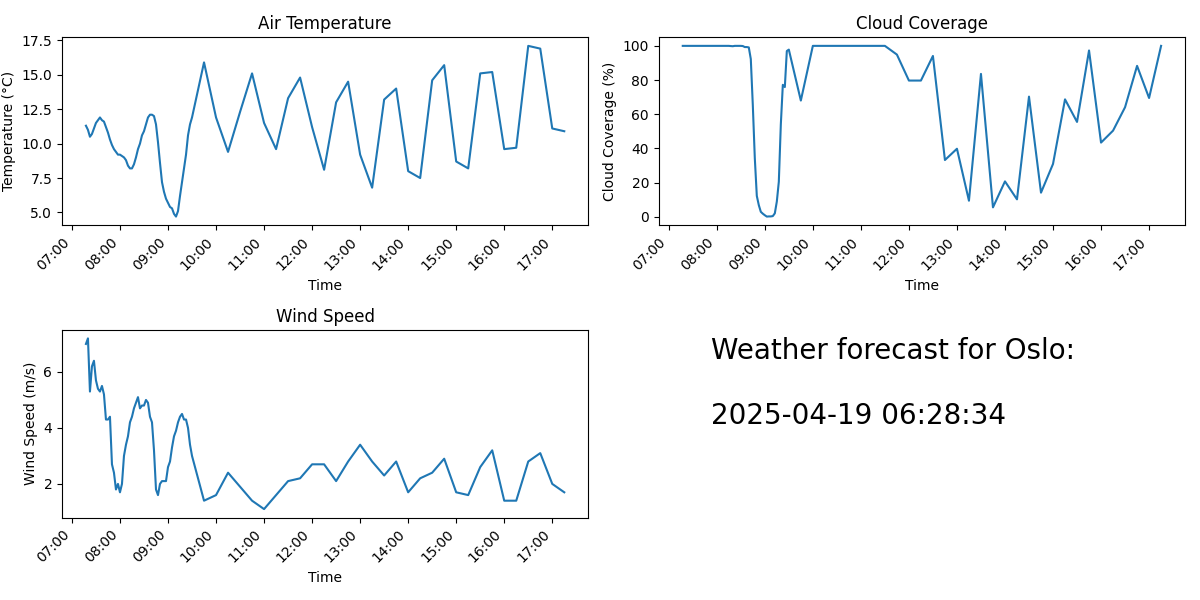 Air Temperature
Temperature (°C)
17.5
15.0
12.5
10.0
7.5
5.0
07:00 08:00 09:00 10:00 11:00 12:00 13:00 14:00 15:00 16:00 17:00
Time
Cloud Coverage
Cloud Coverage (%)
100
80
60
40
20
0
07:00 08:00 09:00 10:00 11:00 12:00 13:00 14:00 15:00 16:00 17:00
Time
Wind Speed
Wind Speed (m/s)
6
4
2
07:00 08:00 09:00 10:00 11:00 12:00 13:00 14:00 15:00 16:00 17:00
Time
Weather forecast for Oslo:
2025-04-19 06:28:34